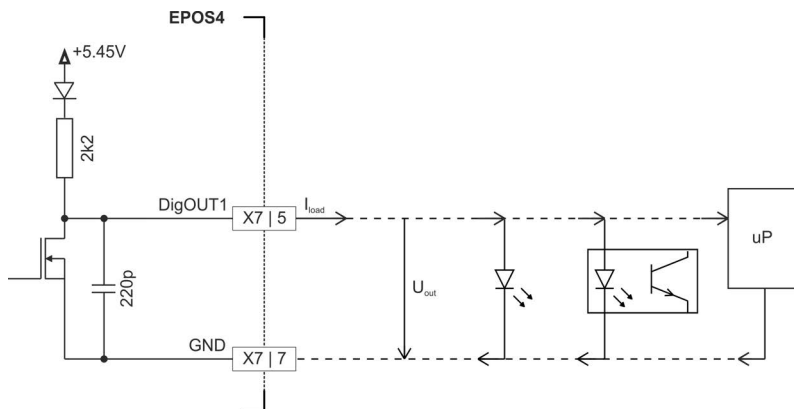 EPOS4
+5.45V
2k2
DigOUT1
X7 | 5
Iload
220p
Uout
uP
GND
X7 | 7